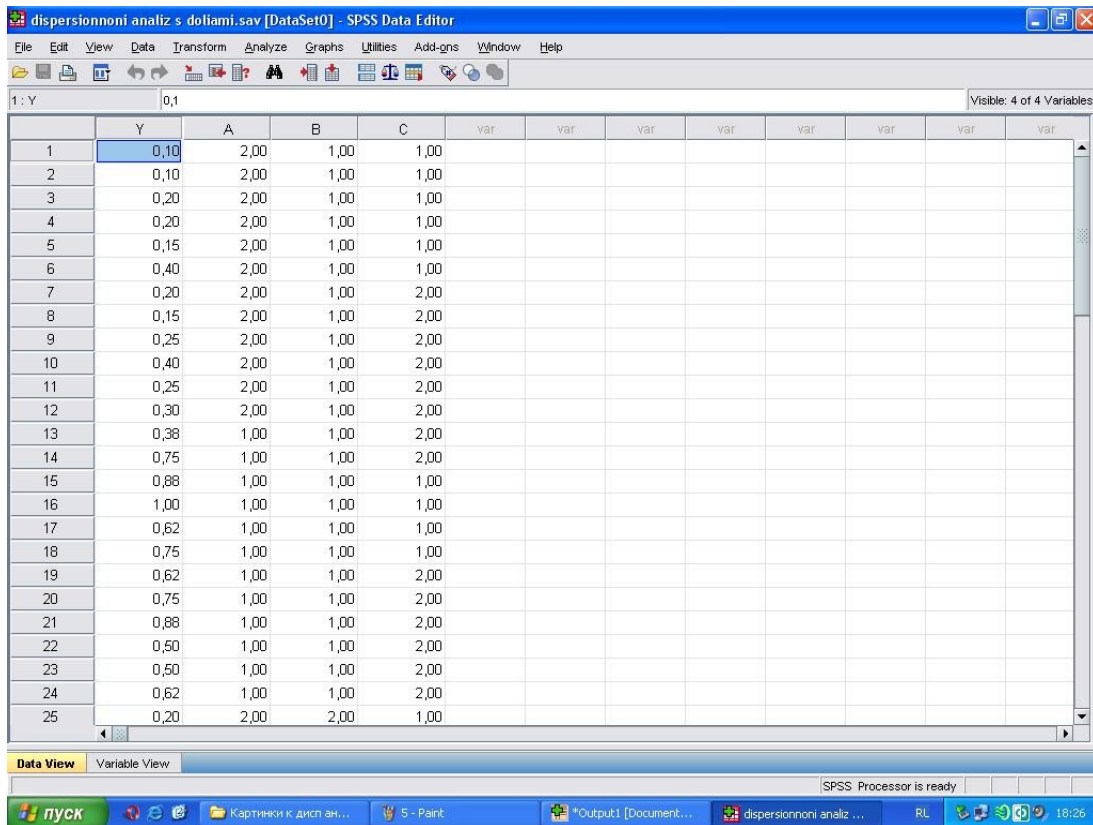 dispersionnoni analiz s doliami.sav [DataSet0] - SPSS Data Editor
File Edit View Data Transform Analyze Graphs Utilities Add-ons Window Help
1 : Y 0,1 Visible: 4 of 4 Variables
Y A B C var var var var var var var var
1 0,10 2,00 1,00 1,00
2 0,10 2,00 1,00 1,00
3 0,20 2,00 1,00 1,00
4 0,20 2,00 1,00 1,00
5 0,15 2,00 1,00 1,00
6 0,40 2,00 1,00 1,00
7 0,20 2,00 1,00 2,00
8 0,15 2,00 1,00 2,00
9 0,25 2,00 1,00 2,00
10 0,40 2,00 1,00 2,00
11 0,25 2,00 1,00 2,00
12 0,30 2,00 1,00 2,00
13 0,38 1,00 1,00 2,00
14 0,75 1,00 1,00 2,00
15 0,88 1,00 1,00 2,00
16 1,00 1,00 1,00 1,00
17 0,62 1,00 1,00 1,00
18 0,75 1,00 1,00 1,00
19 0,62 1,00 1,00 2,00
20 0,75 1,00 1,00 2,00
21 0,88 1,00 1,00 2,00
22 0,50 1,00 1,00 2,00
23 0,50 1,00 1,00 2,00
24 0,62 1,00 1,00 2,00
25 0,20 2,00 2,00 1,00
Data View Variable View
SPSS Processor is ready
пуск Картинки к дисп ан... 5 - Paint *Output1 [Document... dispersionnoni analiz ... RL 18:26